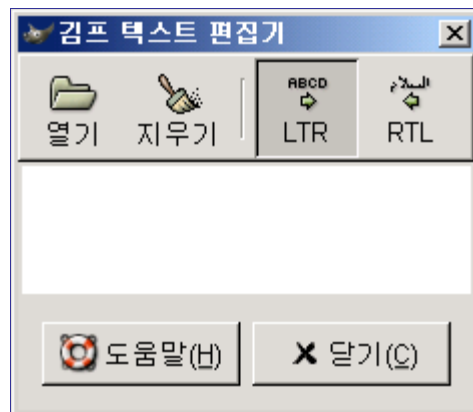 김프 텍스트 편집기
열기 지우기 ABCD LTR السلام RTL
도움말(H) 닫기(C)